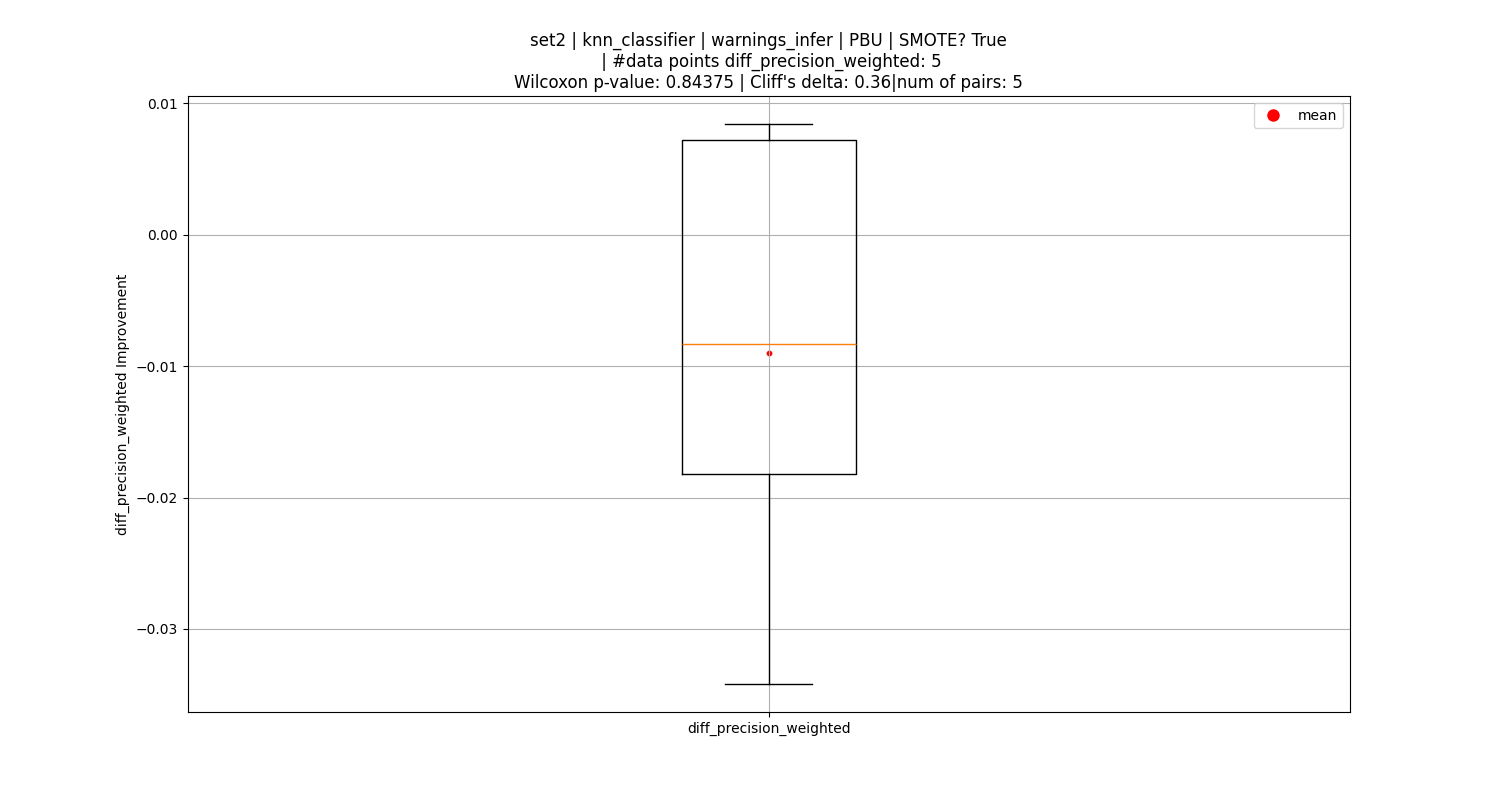 set2 | knn_classifier | warnings_infer | PBU | SMOTE? True
| #data points diff_precision_weighted: 5
Wilcoxon p-value: 0.84375 | Cliff's delta: 0.36|num of pairs: 5
mean
0.01
0.00
−0.01
−0.02
−0.03
diff_precision_weighted Improvement
diff_precision_weighted